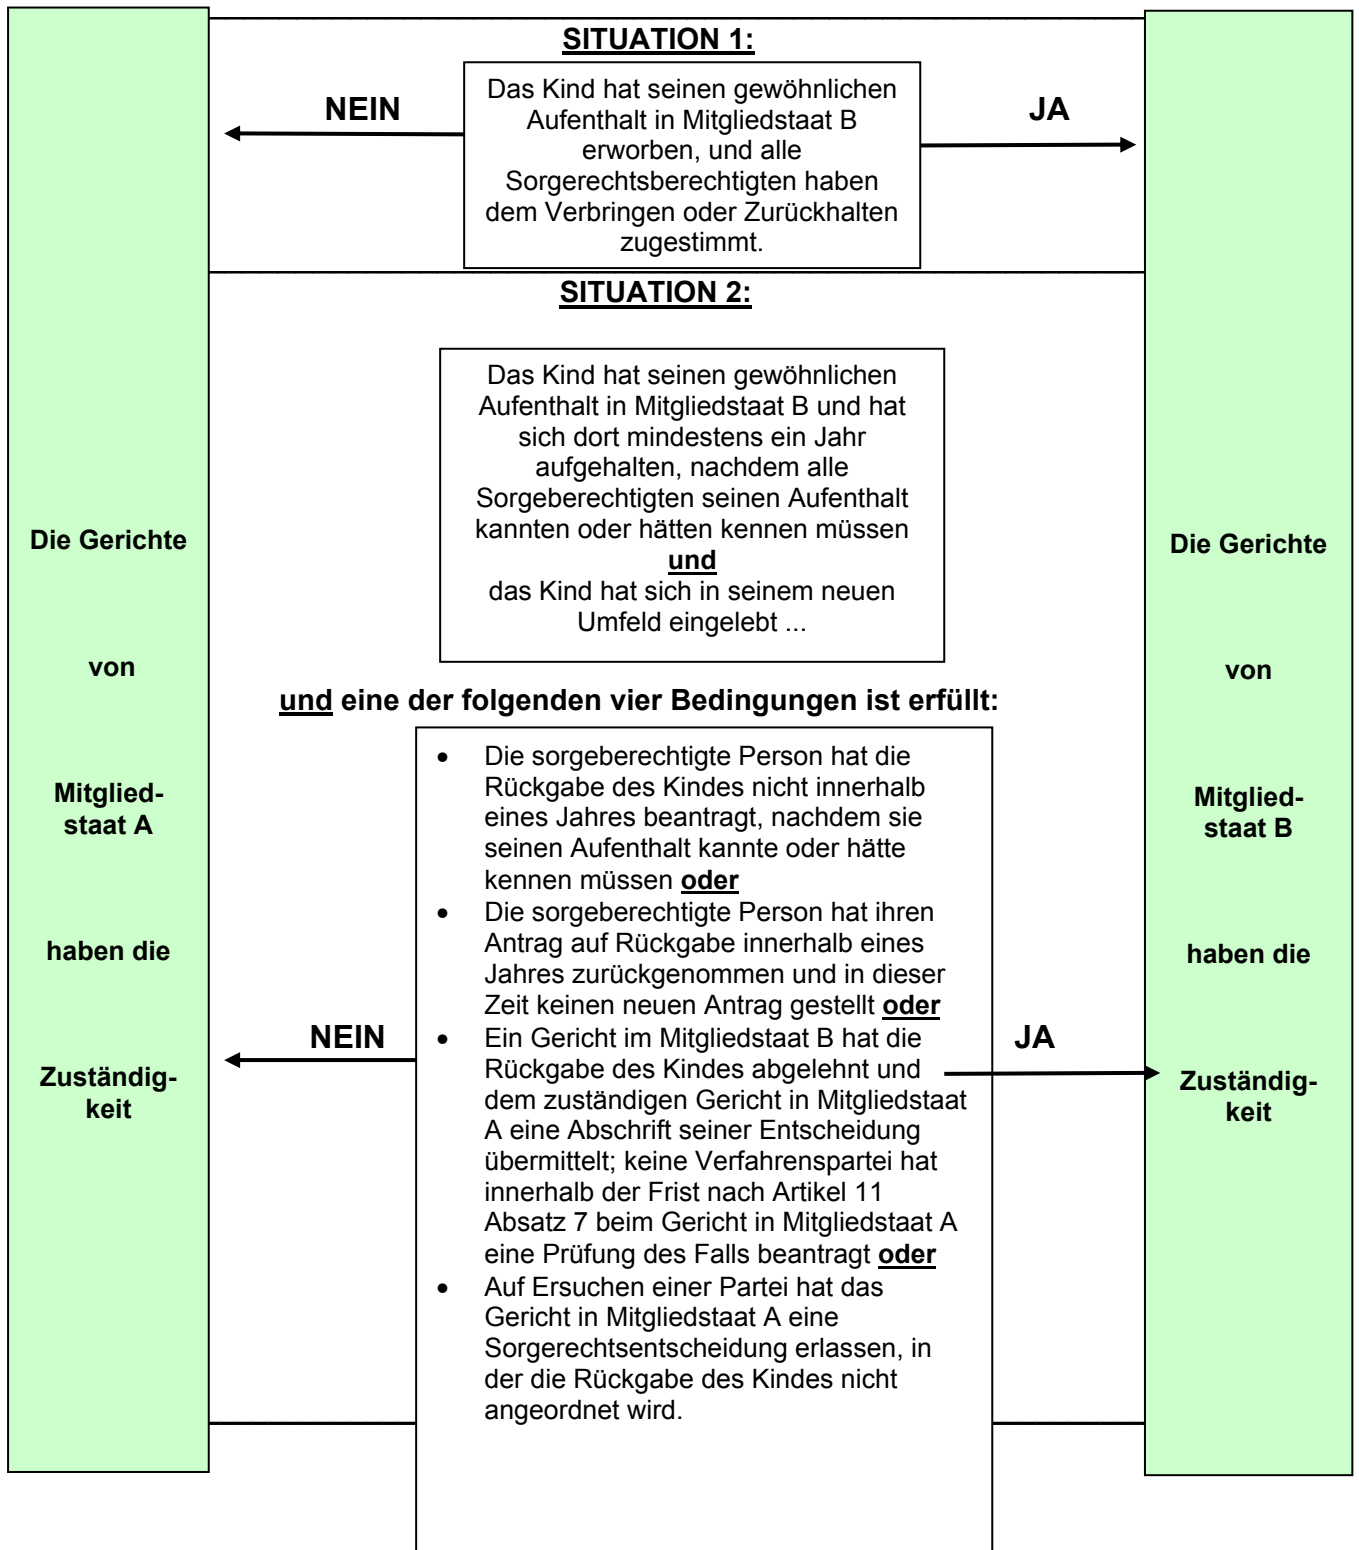 SITUATION 1:
NEIN
Das Kind hat seinen gewöhnlichen
Aufenthalt in Mitgliedstaat B
erworben, und alle
Sorgerechtsberechtigten haben
dem Verbringen oder Zurückhalten
zugestimmt.
JA
SITUATION 2:
Das Kind hat seinen gewöhnlichen
Aufenthalt in Mitgliedstaat B und hat
sich dort mindestens ein Jahr
aufgehalten, nachdem alle
Sorgeberechtigten seinen Aufenthalt
kannten oder hätten kennen müssen
und
das Kind hat sich in seinem neuen
Umfeld eingelebt ...
und eine der folgenden vier Bedingungen ist erfüllt:
• Die sorgeberechtigte Person hat die
Rückgabe des Kindes nicht innerhalb
eines Jahres beantragt, nachdem sie
seinen Aufenthalt kannte oder hätte
kennen müssen oder
• Die sorgeberechtigte Person hat ihren
Antrag auf Rückgabe innerhalb eines
Jahres zurückgenommen und in dieser
Zeit keinen neuen Antrag gestellt oder
• Ein Gericht im Mitgliedstaat B hat die
Rückgabe des Kindes abgelehnt und
dem zuständigen Gericht in Mitgliedstaat
A eine Abschrift seiner Entscheidung
übermittelt; keine Verfahrenspartei hat
innerhalb der Frist nach Artikel 11
Absatz 7 beim Gericht in Mitgliedstaat A
eine Prüfung des Falls beantragt oder
• Auf Ersuchen einer Partei hat das
Gericht in Mitgliedstaat A eine
Sorgerechtsentscheidung erlassen, in
der die Rückgabe des Kindes nicht
angeordnet wird.
NEIN
JA
Die Gerichte
von
Mitglied-
staat A
haben die
Zuständig-
keit
Die Gerichte
von
Mitglied-
staat B
haben die
Zuständig-
keit